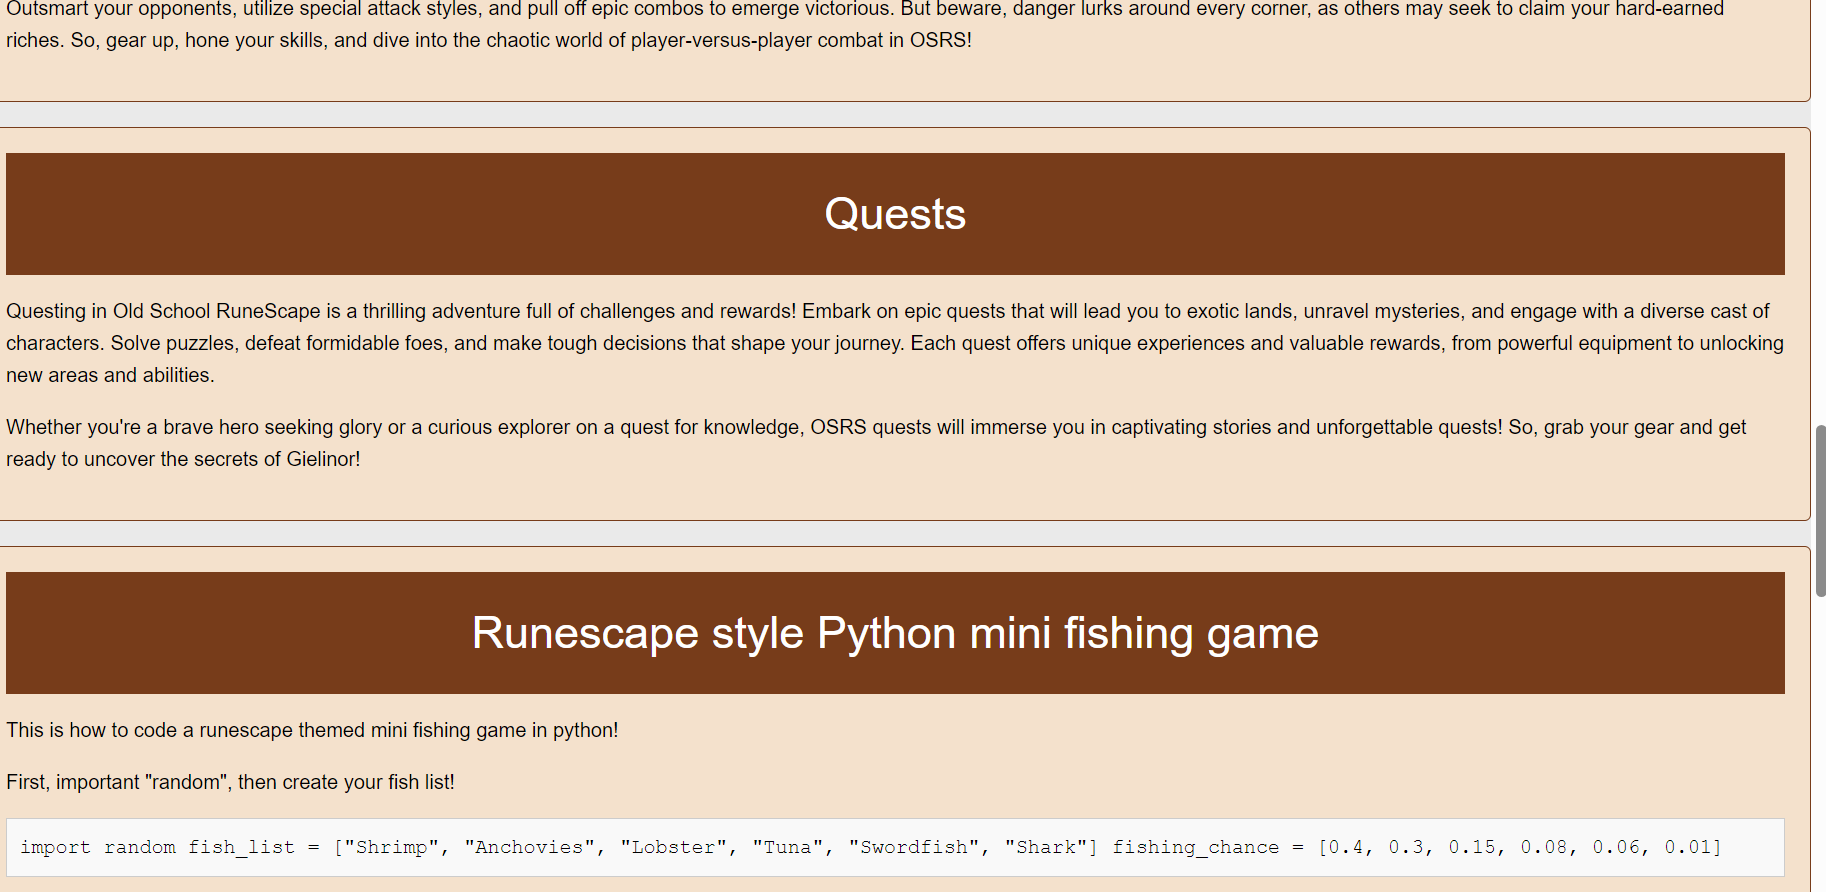 Outsmart your opponents, utilize special attack styles, and pull off epic combos to emerge victorious. But beware, danger lurks around every corner, as others may seek to claim your hard-earned
riches. So, gear up, hone your skills, and dive into the chaotic world of player-versus-player combat in OSRS!
Quests
Questing in Old School RuneScape is a thrilling adventure full of challenges and rewards! Embark on epic quests that will lead you to exotic lands, unravel mysteries, and engage with a diverse cast of
characters. Solve puzzles, defeat formidable foes, and make tough decisions that shape your journey. Each quest offers unique experiences and valuable rewards, from powerful equipment to unlocking
new areas and abilities.
Whether you're a brave hero seeking glory or a curious explorer on a quest for knowledge, OSRS quests will immerse you in captivating stories and unforgettable quests! So, grab your gear and get
ready to uncover the secrets of Gielinor!
Runescape style Python mini fishing game
This is how to code a runescape themed mini fishing game in python!
First, important "random", then create your fish list!
import random fish_list = ["Shrimp", "Anchovies", "Lobster", "Tuna", "Swordfish", "Shark"] fishing_chance = [0.4, 0.3, 0.15, 0.08, 0.06, 0.01]